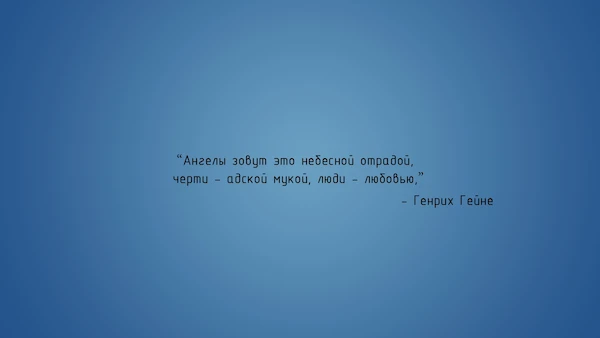 “Ангелы зовут это небесной отрадой,
черти – адской мукой, люди – любовью,”
– Генрих Гейне